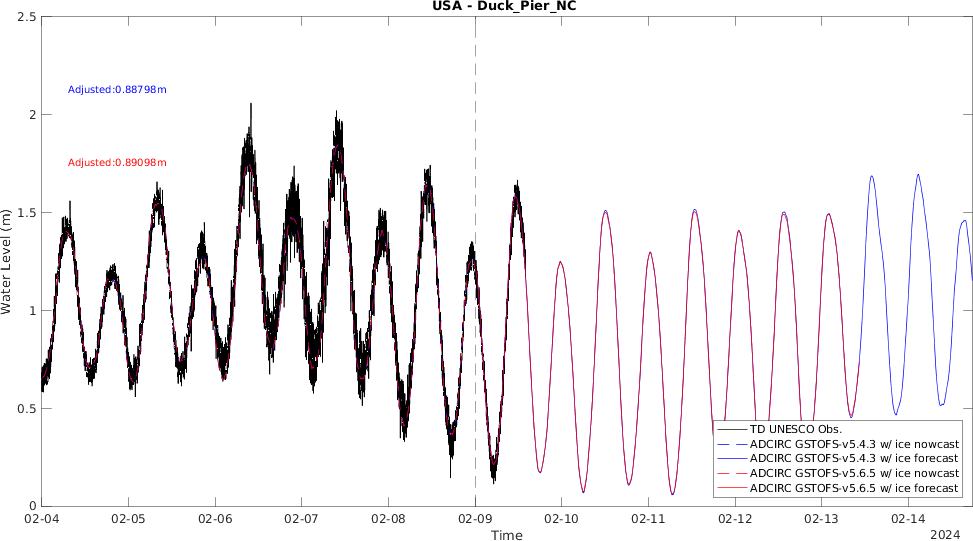 USA - Duck_Pier_NC
2.5
Adjusted:0.88798m
2
Adjusted:0.89098m
1.5
Water Level (m)
1
0.5
TD UNESCO Obs.
ADCIRC GSTOFS-v5.4.3 w/ ice nowcast
ADCIRC GSTOFS-v5.4.3 w/ ice forecast
ADCIRC GSTOFS-v5.6.5 w/ ice nowcast
ADCIRC GSTOFS-v5.6.5 w/ ice forecast
0
02-04 02-05 02-06 02-07 02-08 02-09 02-10 02-11 02-12 02-13 02-14
Time
2024